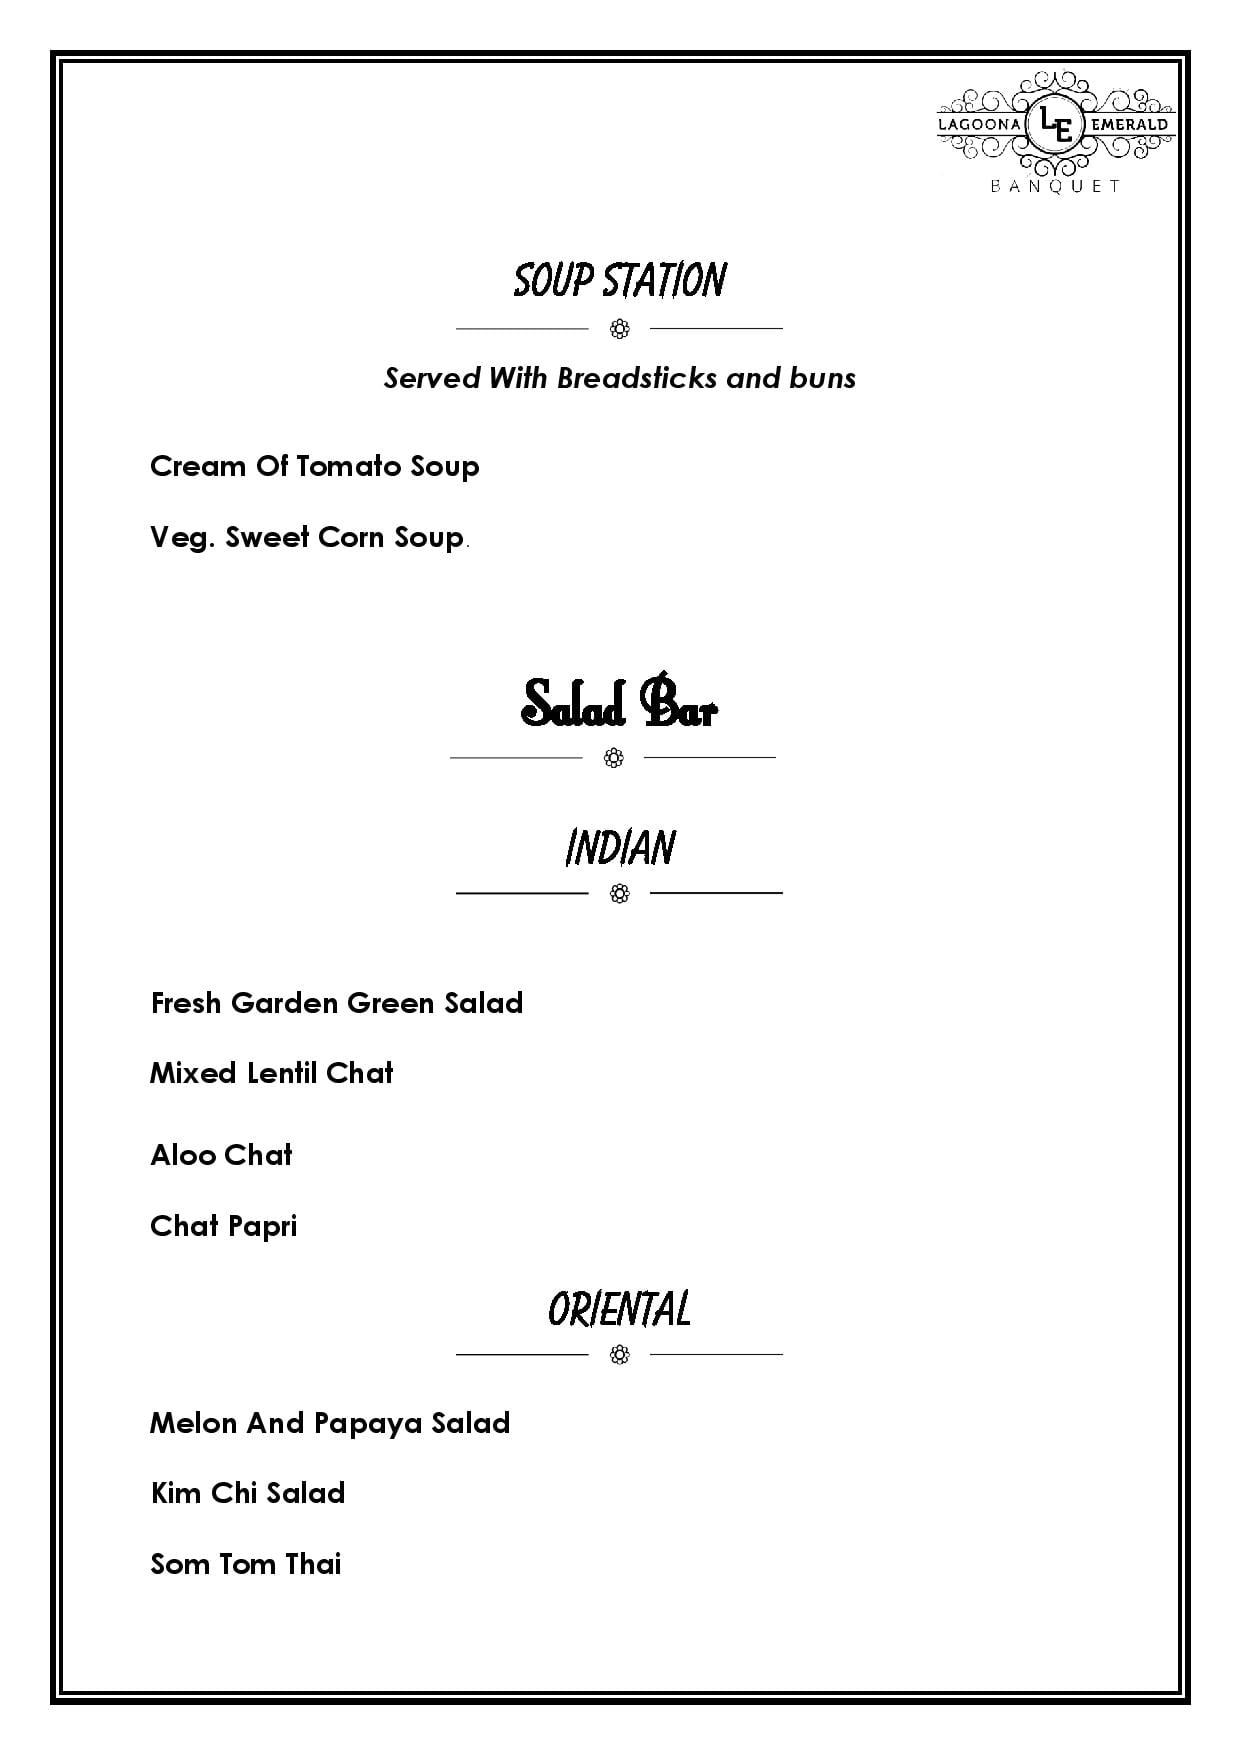 LAGOONA LE EMERALD
BANQUET
SOUP STATION
Served With Breadsticks and buns
Cream Of Tomato Soup
Veg. Sweet Corn Soup.
Salad Bar
INDIAN
Fresh Garden Green Salad
Mixed Lentil Chat
Aloo Chat
Chat Papri
ORIENTAL
Melon And Papaya Salad
Kim Chi Salad
Som Tom Thai